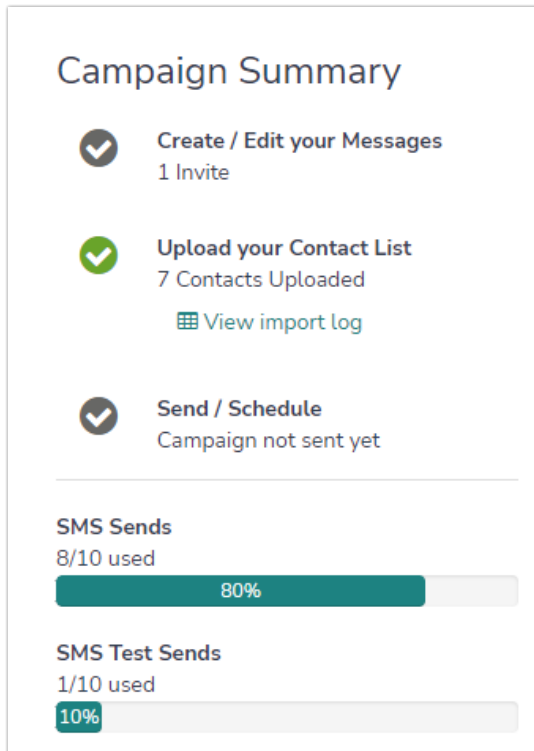 Campaign Summary
Create / Edit your Messages
1 Invite
Upload your Contact List
7 Contacts Uploaded
View import log
Send / Schedule
Campaign not sent yet
SMS Sends
8/10 used
80%
SMS Test Sends
1/10 used
10%